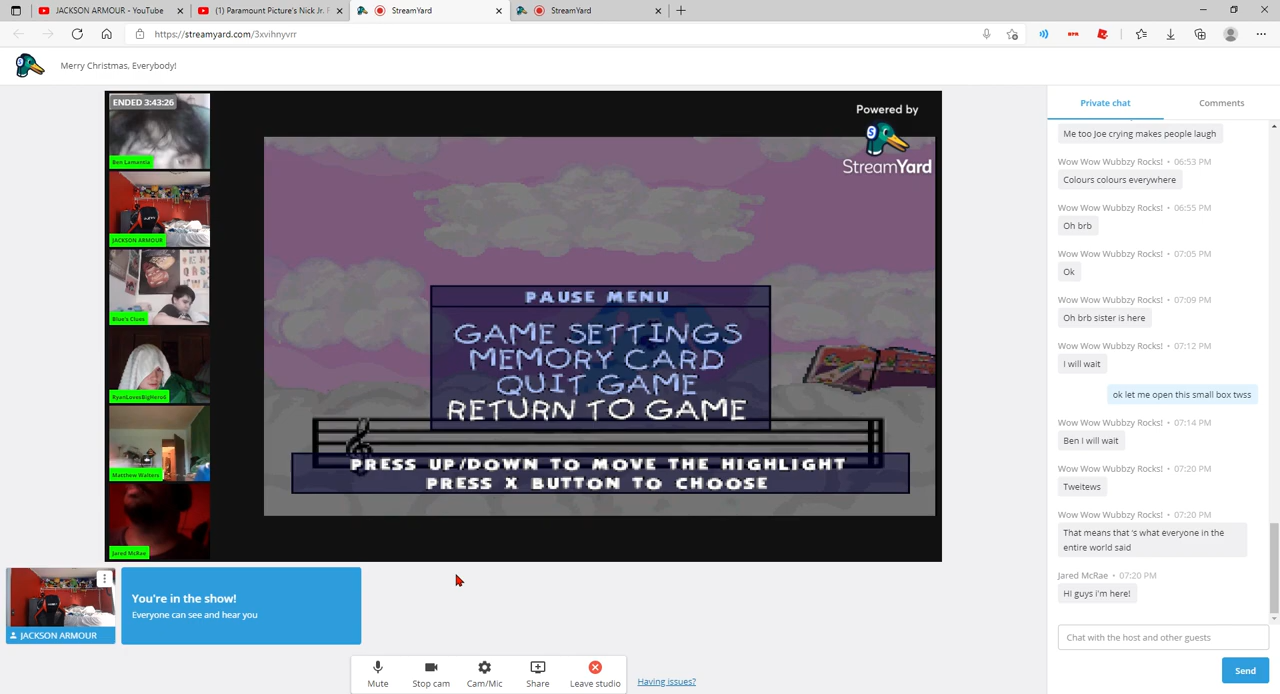 JACKSON ARMOUR - YouTube
(1) Paramount Picture's Nick Jr. F
StreamYard
StreamYard
https://streamyard.com/3xvihnyvrr
Merry Christmas, Everybody!
Private chat
Comments
ENDED 3:43:26
Powered by
StreamYard
Ben Lamansia
JACKSON ARMOUR
Blue's Clues
RyanLovesBigHero6
Matthew Walters
Jared McRae
PAUSE MENU
GAME SETTINGS
MEMORY CARD
QUIT GAME
RETURN TO GAME
PRESS UP/DOWN TO MOVE THE HIGHLIGHT
PRESS X BUTTON TO CHOOSE
Me too Joe crying makes people laugh
Wow Wow Wubbzy Rocks! • 06:53 PM
Colours colours everywhere
Wow Wow Wubbzy Rocks! • 06:55 PM
Oh brb
Wow Wow Wubbzy Rocks! • 07:05 PM
Ok
Wow Wow Wubbzy Rocks! • 07:09 PM
Oh brb sister is here
Wow Wow Wubbzy Rocks! • 07:12 PM
I will wait
ok let me open this small box twss
Wow Wow Wubbzy Rocks! • 07:14 PM
Ben I will wait
Wow Wow Wubbzy Rocks! • 07:20 PM
Tweitews
Wow Wow Wubbzy Rocks! • 07:20 PM
That means that 's what everyone in the
entire world said
Jared McRae • 07:20 PM
Hi guys i'm here!
Chat with the host and other guests
Send
JACKSON ARMOUR
You're in the show!
Everyone can see and hear you
Mute
Stop cam
Cam/Mic
Share
Leave studio
Having issues?